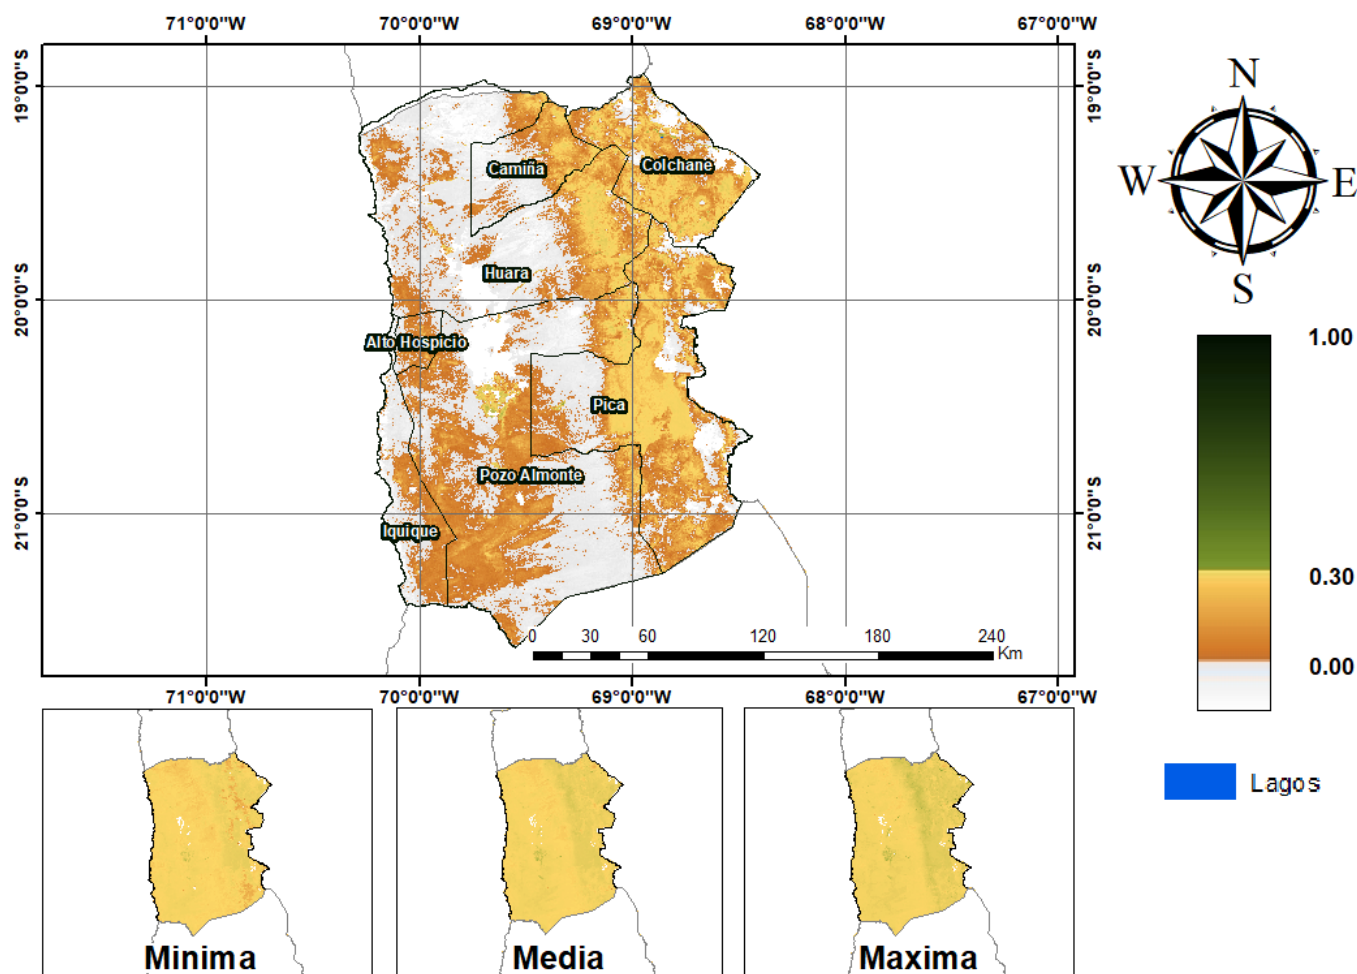 71°0'0"W 70°0'0"W 69°0'0"W 68°0'0"W 67°0'0"W
19°0'0"S
19°0'0"S
N
W E
S
Camiña
Colchane
Huara
20°0'0"S
20°0'0"S
Alto Hospicio
Pica
Pozo Almonte
21°0'0"S
21°0'0"S
Iquique
0 30 60 120 180 240
Km
71°0'0"W 70°0'0"W 69°0'0"W 68°0'0"W 67°0'0"W
1.00
0.30
0.00
Lagos
Minima
Media
Maxima